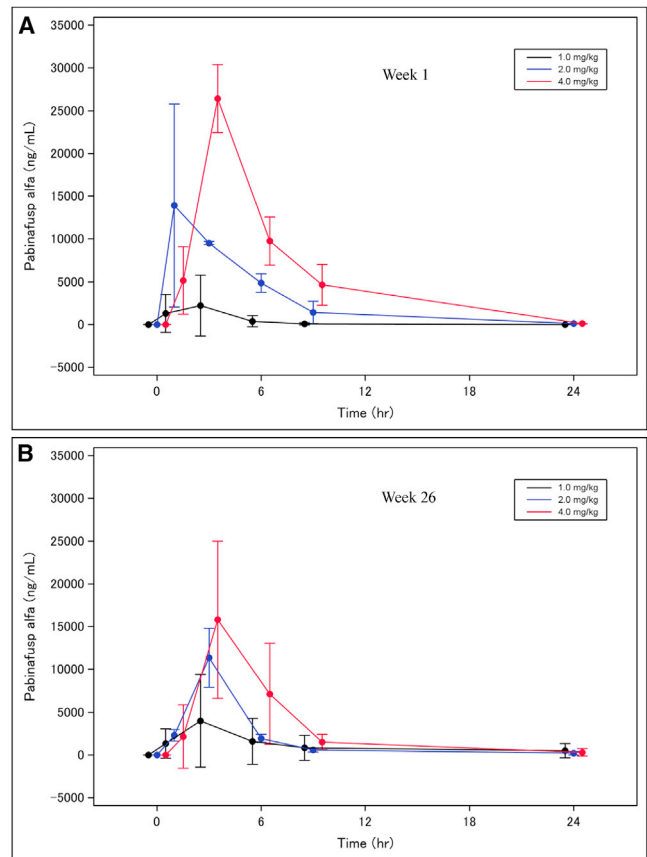 A
35000
30000
25000
20000
15000
10000
5000
0
−5000
Pabinafusp alfa (ng/mL)
Week 1
1.0 mg/kg
2.0 mg/kg
4.0 mg/kg
0 6 12 18 24
Time (hr)
B
35000
30000
25000
20000
15000
10000
5000
0
−5000
Pabinafusp alfa (ng/mL)
Week 26
1.0 mg/kg
2.0 mg/kg
4.0 mg/kg
0 6 12 18 24
Time (hr)